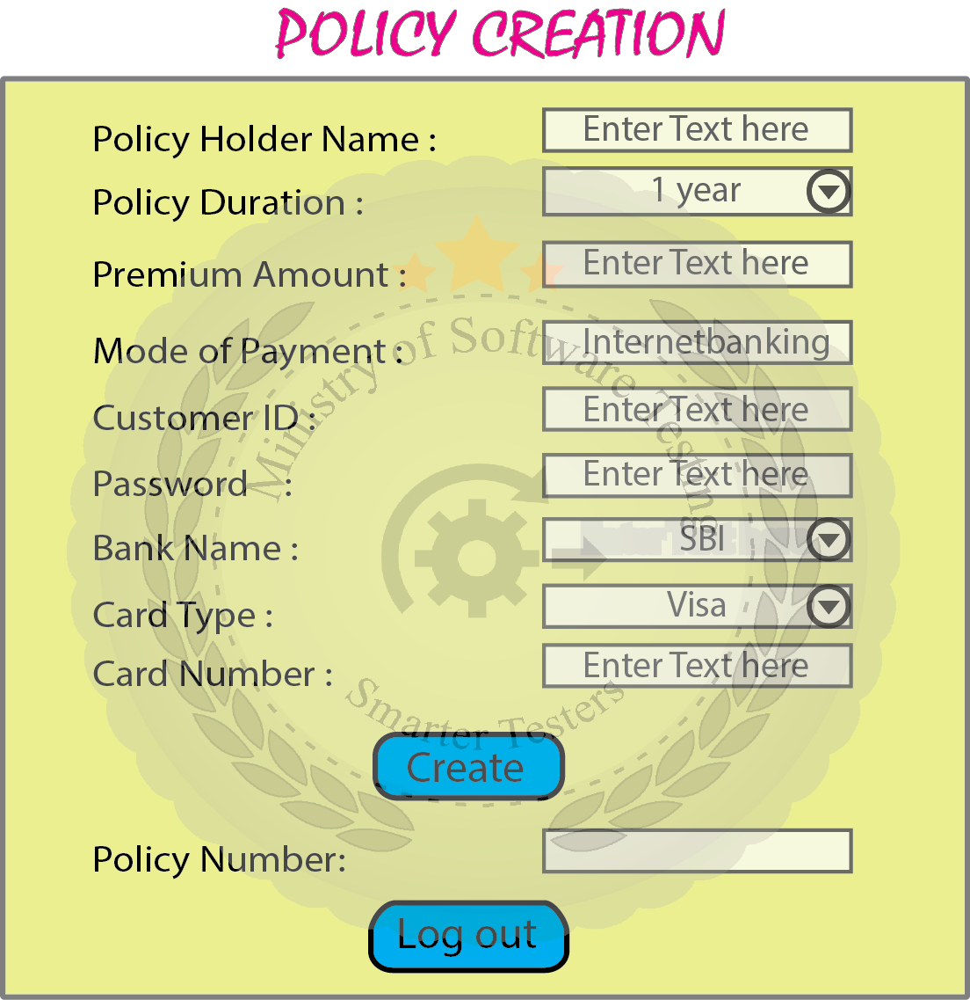 POLICY CREATION
Policy Holder Name : Enter Text here
Policy Duration : 1 year
Premium Amount : Enter Text here
Mode of Payment : Internetbanking
Customer ID : Enter Text here
Password : Enter Text here
Bank Name : SBI
Card Type : Visa
Card Number : Enter Text here
Create
Policy Number:
Log out
Ministry of Software Testing
Smarter Testers